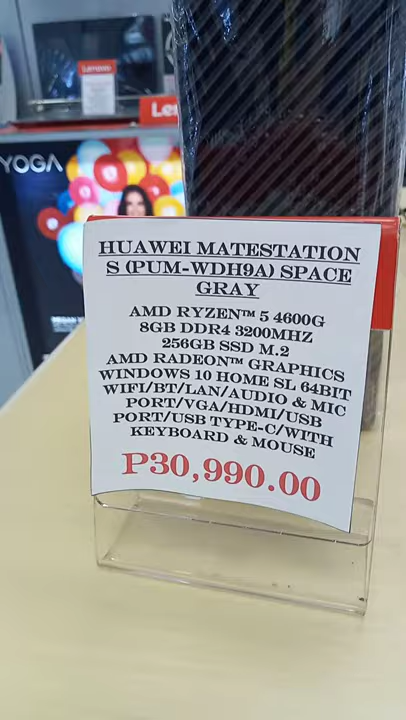 Lenovo
Le
YOGA
HUAWEI MATESTATION
S (PUM-WDH9A) SPACE
GRAY
AMD RYZEN™ 5 4600G
8GB DDR4 3200MHZ
256GB SSD M.2
AMD RADEON™ GRAPHICS
WINDOWS 10 HOME SL 64BIT
WIFI/BT/LAN/AUDIO & MIC
PORT/VGA/HDMI/USB
PORT/USB TYPE-C/WITH
KEYBOARD & MOUSE
P30,990.00